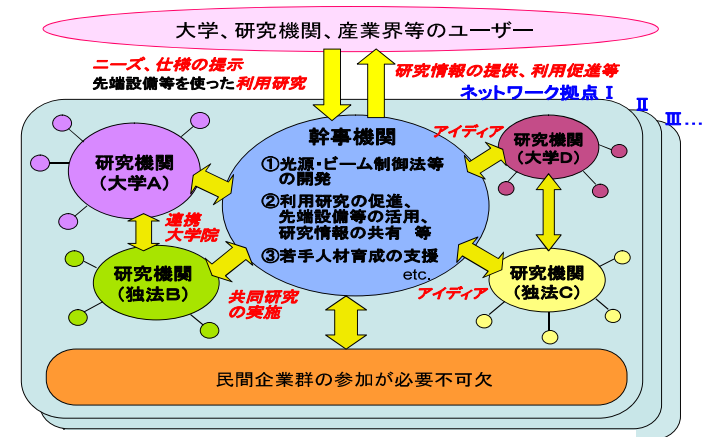 大学、研究機関、産業界等のユーザー
ニーズ、仕様の提示
先端設備等を使った利用研究
研究情報の提供、利用促進等
ネットワーク拠点Ⅰ
Ⅱ
Ⅲ…
幹事機関
①光源・ビーム制御法等
の開発
②利用研究の促進、
先端設備等の活用、
研究情報の共有 等
③若手人材育成の支援
etc.
研究機関
(大学A)
アイディア
研究機関
(大学D)
連携
大学院
研究機関
(独法B)
共同研究
の実施
アイディア
研究機関
(独法C)
民間企業群の参加が必要不可欠